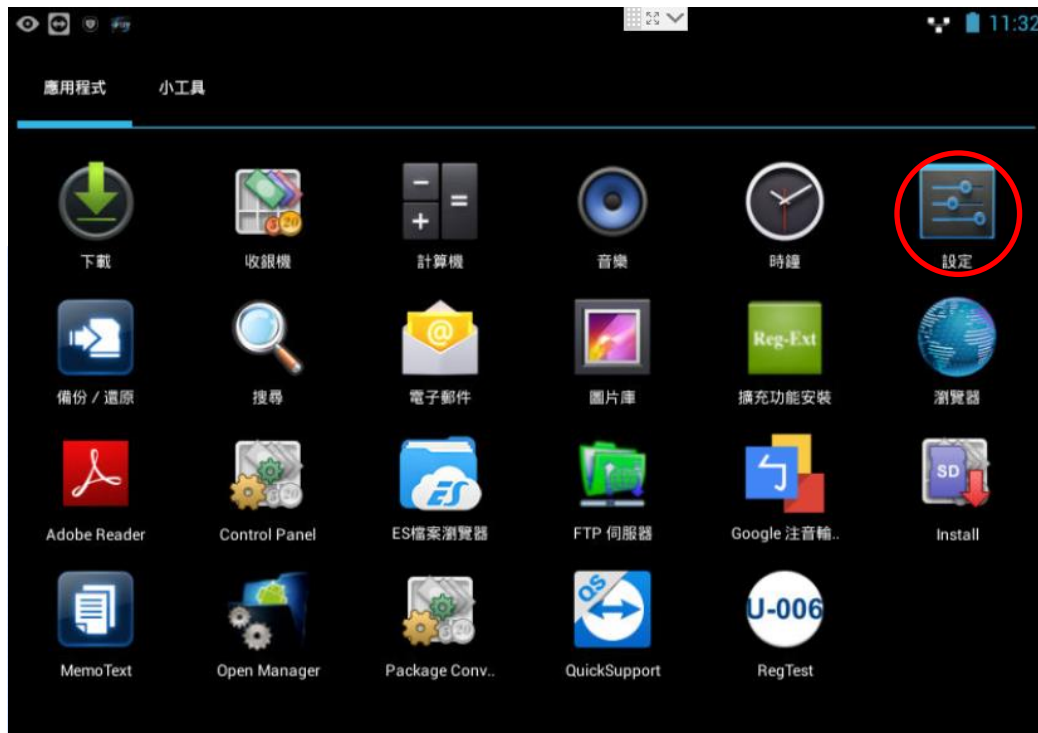 11:32
應用程式 小工具
下載 收銀機 計算機 音樂 時鐘 設定
Reg-Ext
備份 / 還原 搜尋 電子郵件 圖片庫 擴充功能安裝 瀏覽器
ㄅ SD
ES
Adobe Reader Control Panel ES檔案瀏覽器 FTP 伺服器 Google 注音輸.. Install
QS
U-006
MemoText Open Manager Package Conv.. QuickSupport RegTest